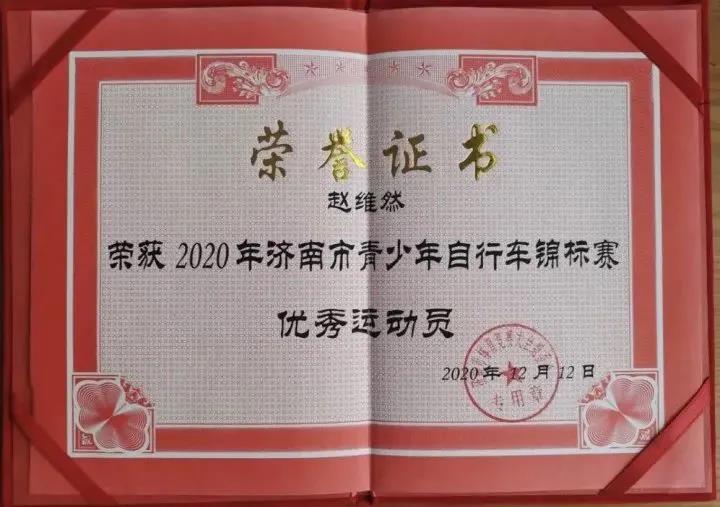 荣誉证书
赵维然
荣获2020年济南市青少年自行车锦标赛
优秀运动员
2020年12月12日
专用章